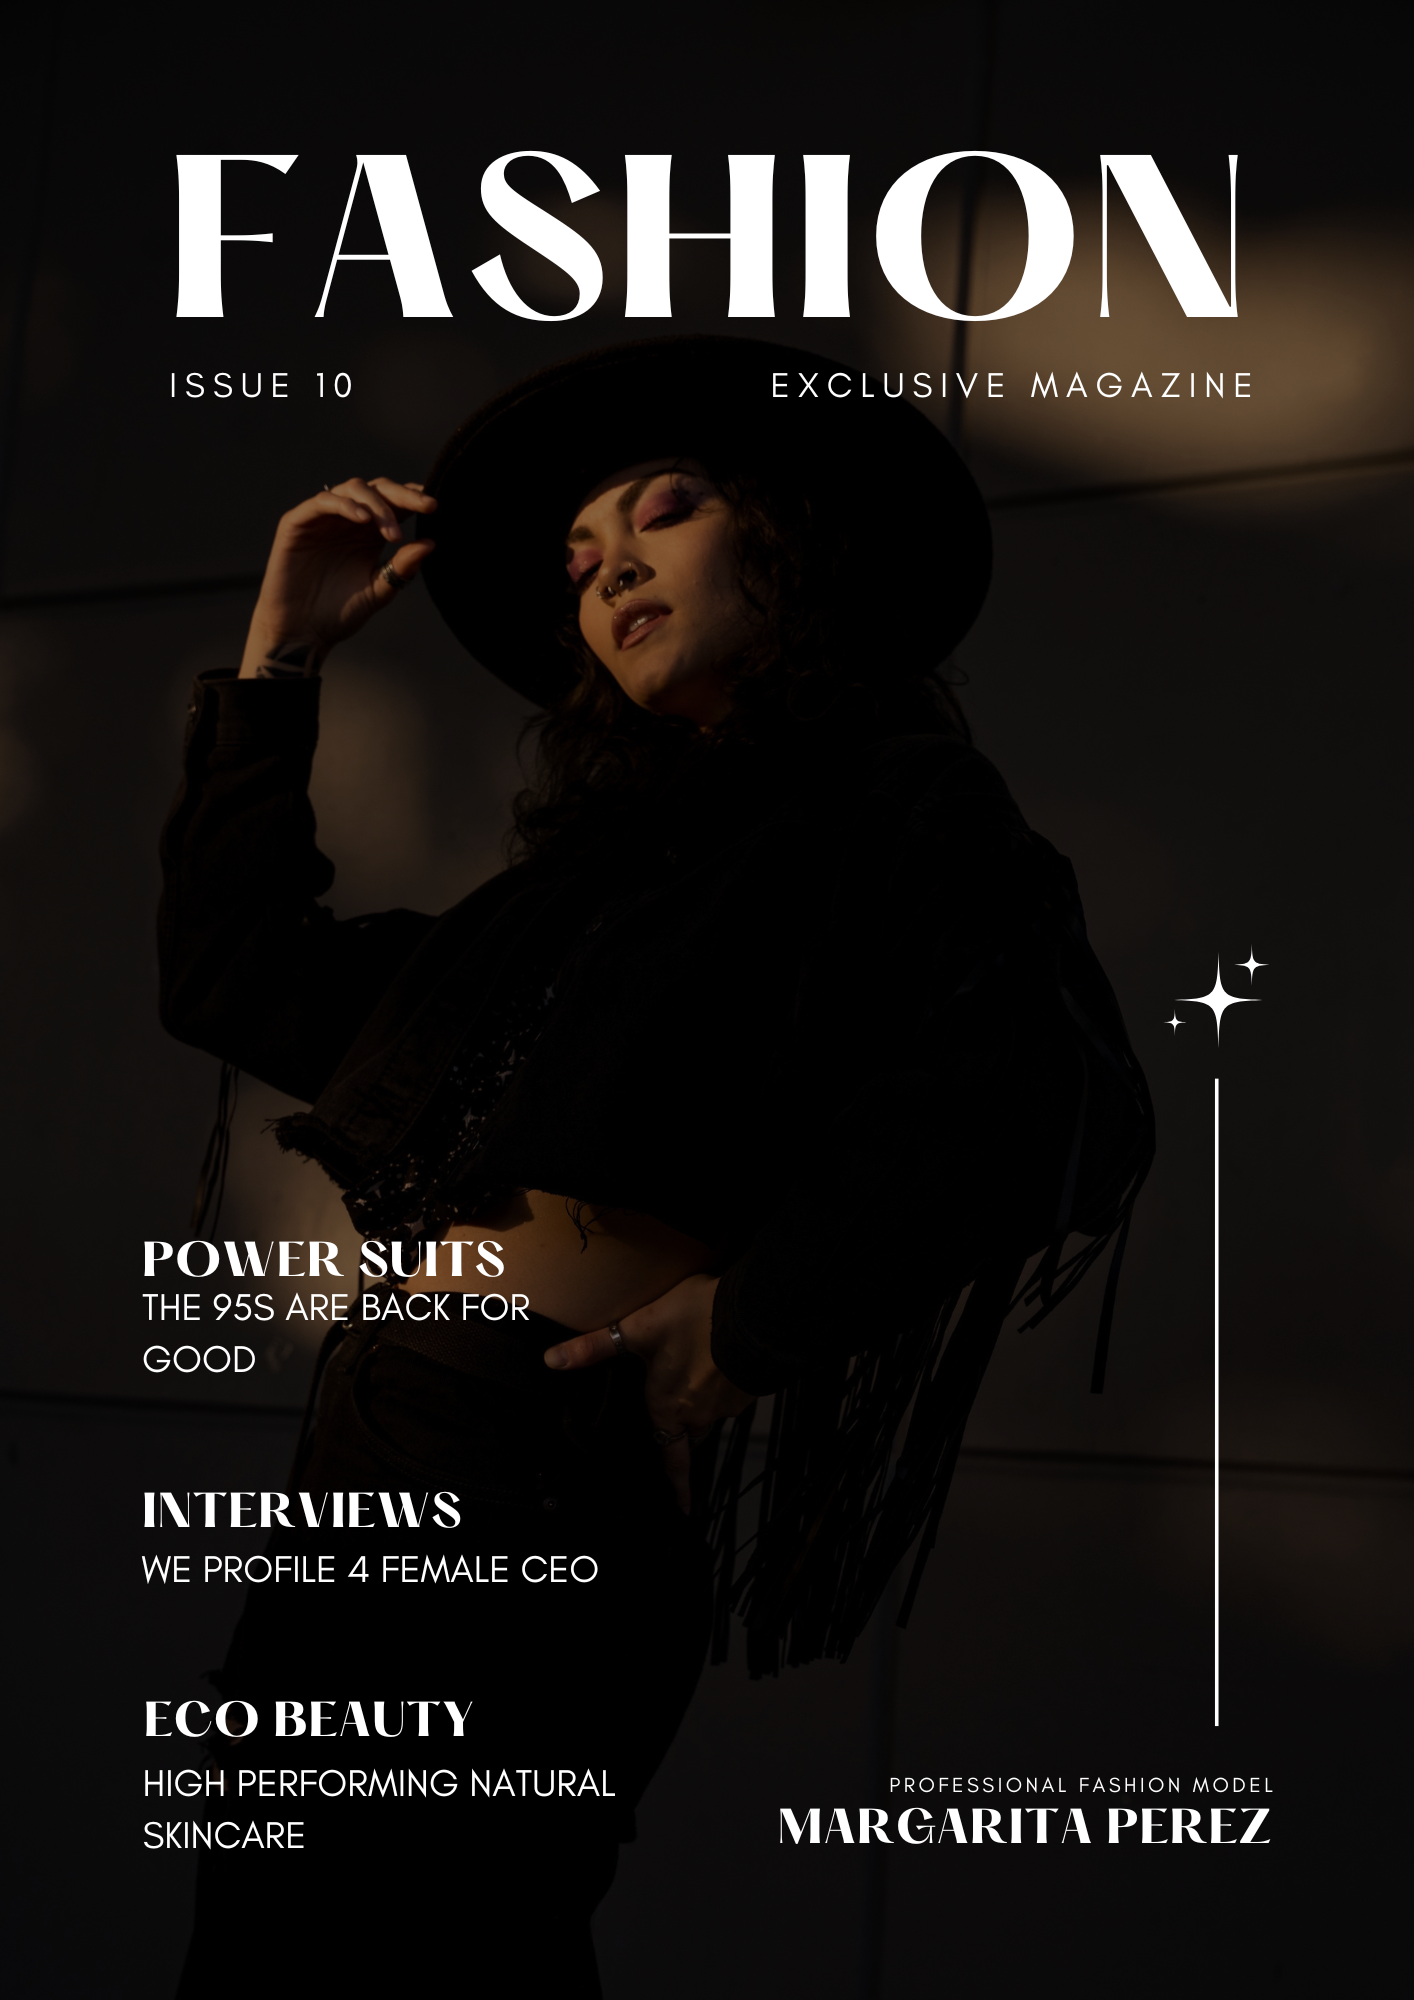 FASHION
ISSUE 10
EXCLUSIVE MAGAZINE
POWER SUITS
THE 95S ARE BACK FOR
GOOD
INTERVIEWS
WE PROFILE 4 FEMALE CEO
ECO BEAUTY
HIGH PERFORMING NATURAL
SKINCARE
PROFESSIONAL FASHION MODEL
MARGARITA PEREZ